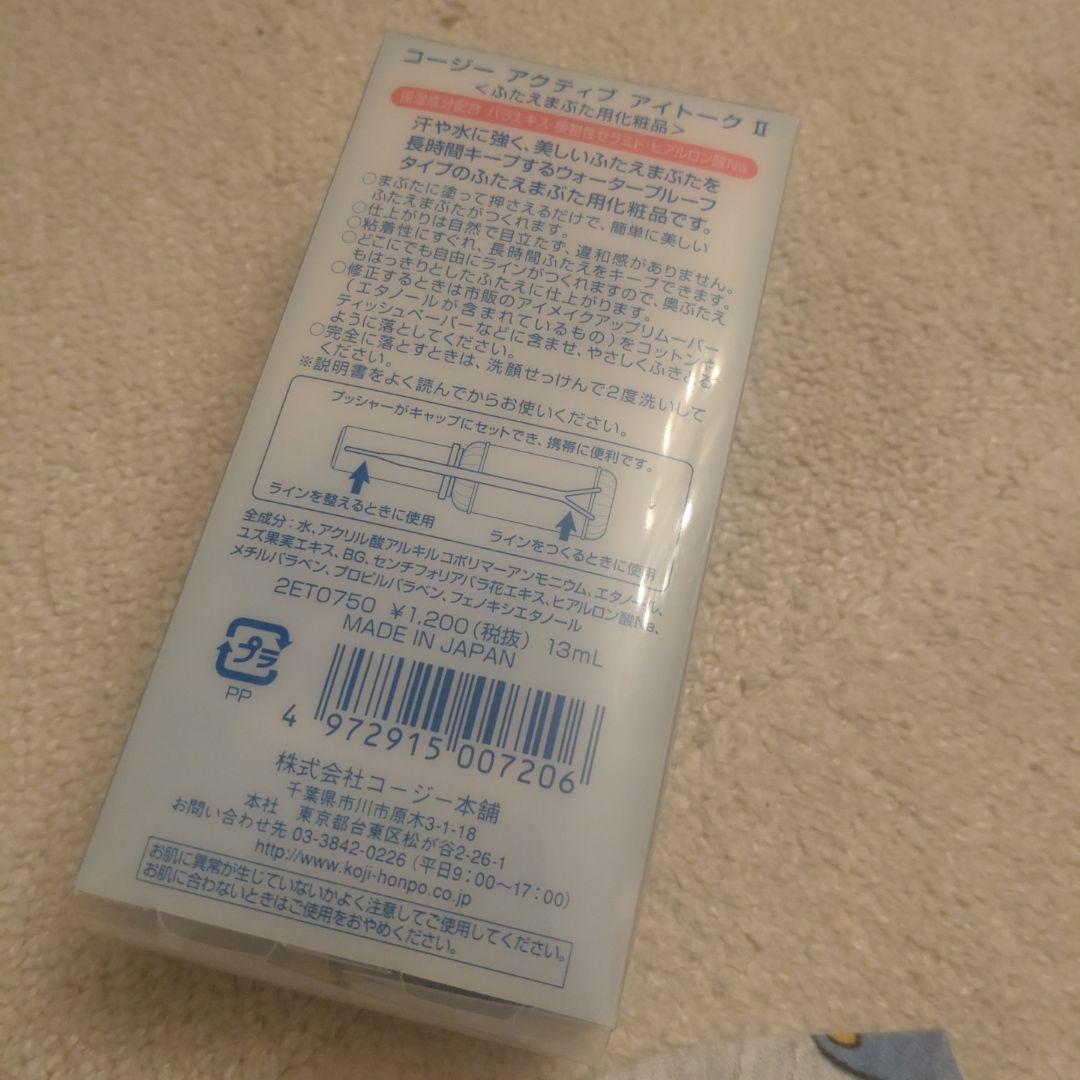 コージー アクティブ アイトーク II
<ふたえまぶた用化粧品>
保湿成分配合 バラエキス・植物性セラミド・ヒアルロン酸Na
汗や水に強く、美しいふたえまぶたを
長時間キープするウォータープルーフ
タイプのふたえまぶた用化粧品です。
○まぶたに塗って押さえるだけで、簡単に美しい
ふたえまぶたがつくれます。
○仕上がりは自然で目立たず、違和感がありません。
○粘着性にすぐれ、長時間ふたえをキープできます。
○どこにでも自由にラインがつくれますので、奥ぶたえ
もはっきりとしたふたえに仕上がります。
○修正するときは市販のアイメイクアップリムーバー
(エタノールが含まれているもの)をコットンや
ティッシュペーパーなどに含ませ、やさしくふきとる
ように落としてください。
○完全に落とすときは、洗顔せっけんで2度洗いして
ください。
※説明書をよく読んでからお使いください。
プッシャーがキャップにセットでき、携帯に便利です。
ラインを整えるときに使用
ラインをつくるときに使用
全成分:水、アクリル酸アルキルコポリマーアンモニウム、エタノール、
ユズ果実エキス、BG、センチフォリアバラ花エキス、ヒアルロン酸Na、
メチルパラベン、プロピルパラベン、フェノキシエタノール
2ET0750 ¥1,200(税抜) 13mL
MADE IN JAPAN
プラ
PP
4 972915 007206
株式会社コージー本舗
千葉県市川市原木3-1-18
本社 東京都台東区松が谷2-26-1
お問い合わせ先 03-3842-0226 (平日9:00~17:00)
http://www.koji-honpo.co.jp
お肌に異常が生じていないかよく注意してご使用してください。
お肌に合わないときはご使用をおやめください。